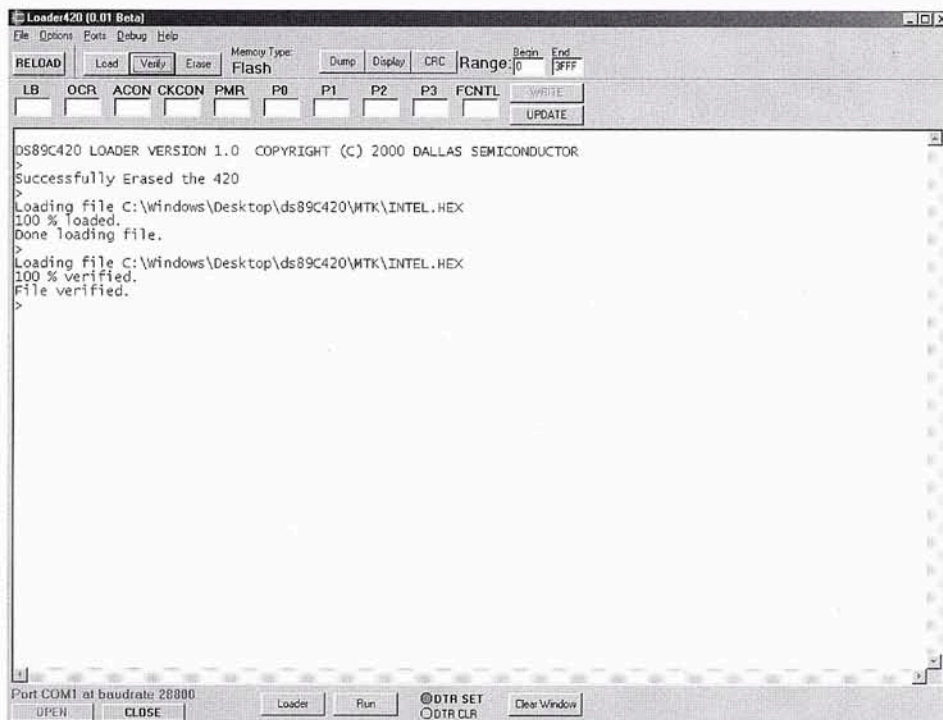 Loader420 (0.01 Beta)
File Options Ports Debug Help
RELOAD Load Verify Erase Memory Type: Flash Dump Display CRC Range: Begin 0 End 3FFF
LB OCR ACON CKCON PMR P0 P1 P2 P3 FCNTL WRITE
UPDATE
DS89C420 LOADER VERSION 1.0 COPYRIGHT (C) 2000 DALLAS SEMICONDUCTOR
>
Successfully Erased the 420
>
Loading file C:\Windows\Desktop\ds89C420\MTK\INTEL.HEX
100 % loaded.
Done loading file.
>
Loading file C:\Windows\Desktop\ds89C420\MTK\INTEL.HEX
100 % verified.
File verified.
>
Port COM1 at baudrate 28800
OPEN CLOSE Loader Run DTR SET Clear Window
DTR CLR